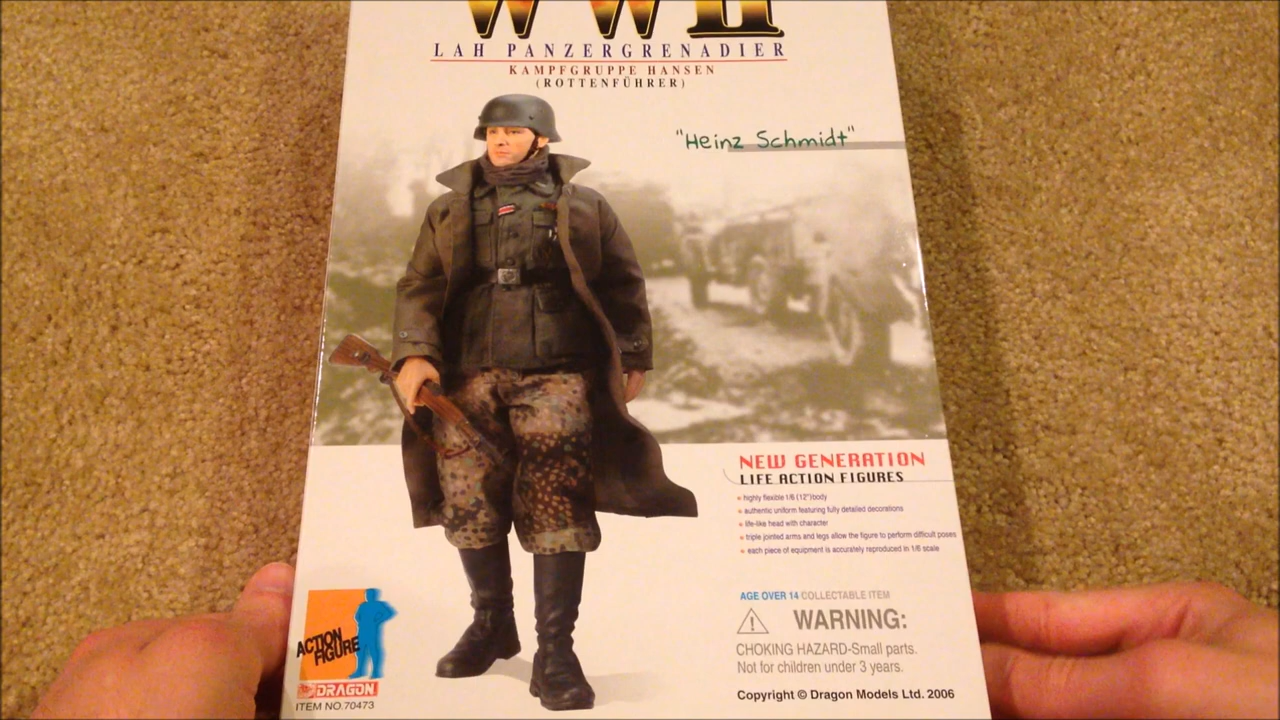 WWII
LAH PANZERGRENADIER
KAMPFGRUPPE HANSEN
(ROTTENFÜHRER)
"Heinz Schmidt"
NEW GENERATION
LIFE ACTION FIGURES
highly flexible 1/6 (12") body
authentic uniform featuring fully detailed decorations
life-like head with character
triple jointed arms and legs allow the figure to perform difficult poses
each piece of equipment is accurately reproduced in 1/6 scale
AGE OVER 14 COLLECTABLE ITEM
WARNING:
CHOKING HAZARD-Small parts.
Not for children under 3 years.
Copyright © Dragon Models Ltd. 2006
ACTION
FIGURE
DRAGON
ITEM NO.70473